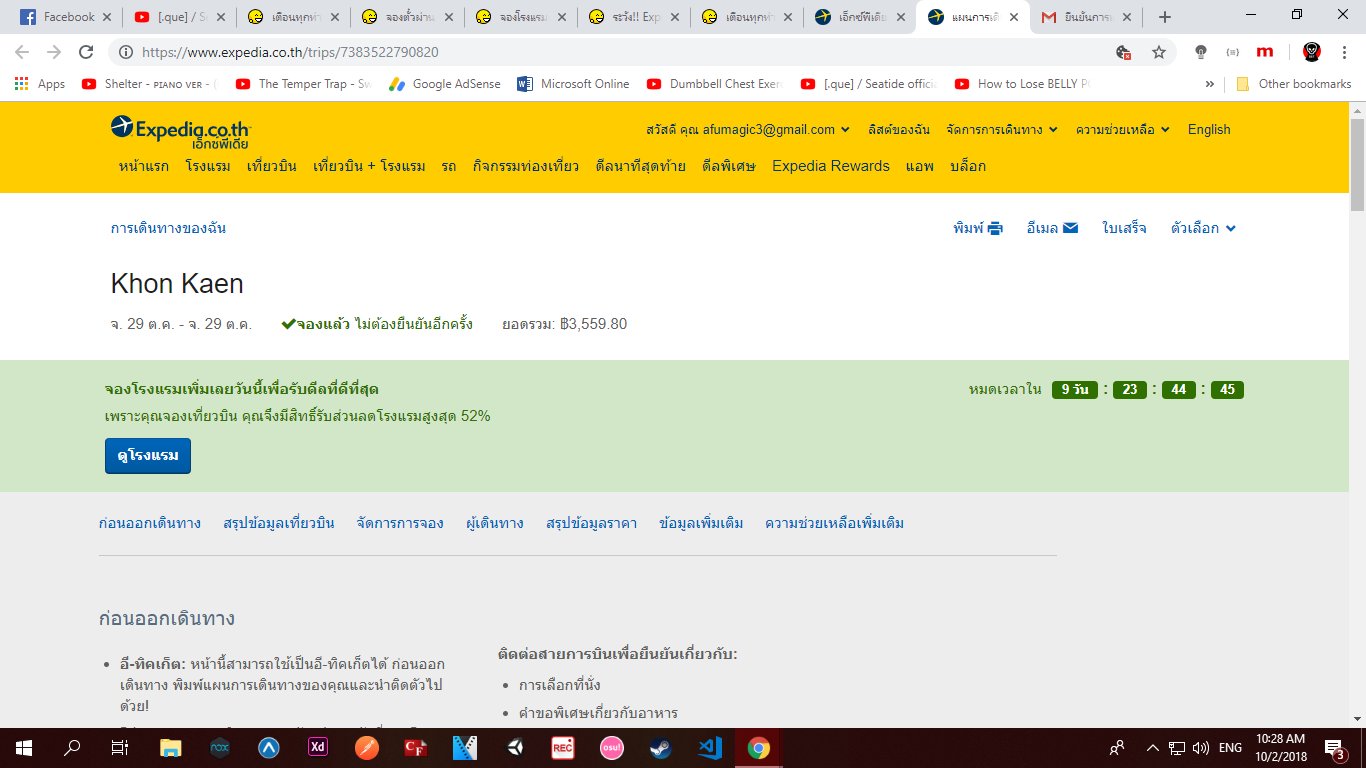 Facebook
[.que] / Se
เตือนทุกท่า
จองตั๋วผ่าน
จองโรงแรม
ระวัง!! Exp
เตือนทุกท่า
เอ็กซ์พีเดีย
แผนการเดิ
ยืนยันการ
https://www.expedia.co.th/trips/7383522790820
Apps
Shelter - PIANO VER - (
The Temper Trap - Sw
Google AdSense
Microsoft Online
Dumbbell Chest Exer
[.que] / Seatide offici
How to Lose BELLY
»
Other bookmarks
Expedia.co.th
เอ็กซ์พีเดีย
สวัสดี คุณ afumagic3@gmail.com
ลิสต์ของฉัน
จัดการการเดินทาง
ความช่วยเหลือ
English
หน้าแรก โรงแรม เที่ยวบิน เที่ยวบิน + โรงแรม รถ กิจกรรมท่องเที่ยว ดีลนาทีสุดท้าย ดีลพิเศษ Expedia Rewards แอพ บล็อก
การเดินทางของฉัน
พิมพ์ อีเมล ใบเสร็จ ตัวเลือก
Khon Kaen
จ. 29 ต.ค. - จ. 29 ต.ค. จองแล้ว ไม่ต้องยืนยันอีกครั้ง ยอดรวม: ฿3,559.80
จองโรงแรมเพิ่มเลยวันนี้เพื่อรับดีลที่ดีที่สุด
หมดเวลาใน 9 วัน : 23 : 44 : 45
เพราะคุณจองเที่ยวบิน คุณจึงมีสิทธิ์รับส่วนลดโรงแรมสูงสุด 52%
ดูโรงแรม
ก่อนออกเดินทาง สรุปข้อมูลเที่ยวบิน จัดการการจอง ผู้เดินทาง สรุปข้อมูลราคา ข้อมูลเพิ่มเติม ความช่วยเหลือเพิ่มเติม
ก่อนออกเดินทาง
• อี-ทิคเก็ต: หน้านี้สามารถใช้เป็นอี-ทิคเก็ตได้ ก่อนออก
เดินทาง พิมพ์แผนการเดินทางของคุณและนำติดตัวไป
ด้วย!
ติดต่อสายการบินเพื่อยืนยันเกี่ยวกับ:
• การเลือกที่นั่ง
• คำขอพิเศษเกี่ยวกับอาหาร
nox
Xd
CF
REC
osu!
ENG
10:28 AM
10/2/2018
3